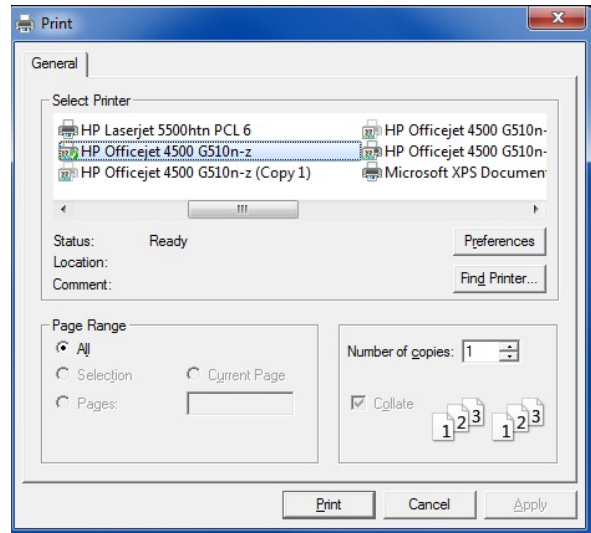 Print
General
Select Printer
HP Laserjet 5500htn PCL 6
HP Officejet 4500 G510n-z
HP Officejet 4500 G510n-z (Copy 1)
HP Officejet 4500 G510n-
HP Officejet 4500 G510n-
Microsoft XPS Documen
Status: Ready
Location:
Comment:
Preferences
Find Printer...
Page Range
All
Selection
Current Page
Pages:
Number of copies: 1
Collate
1 2 3 1 2 3
Print Cancel Apply